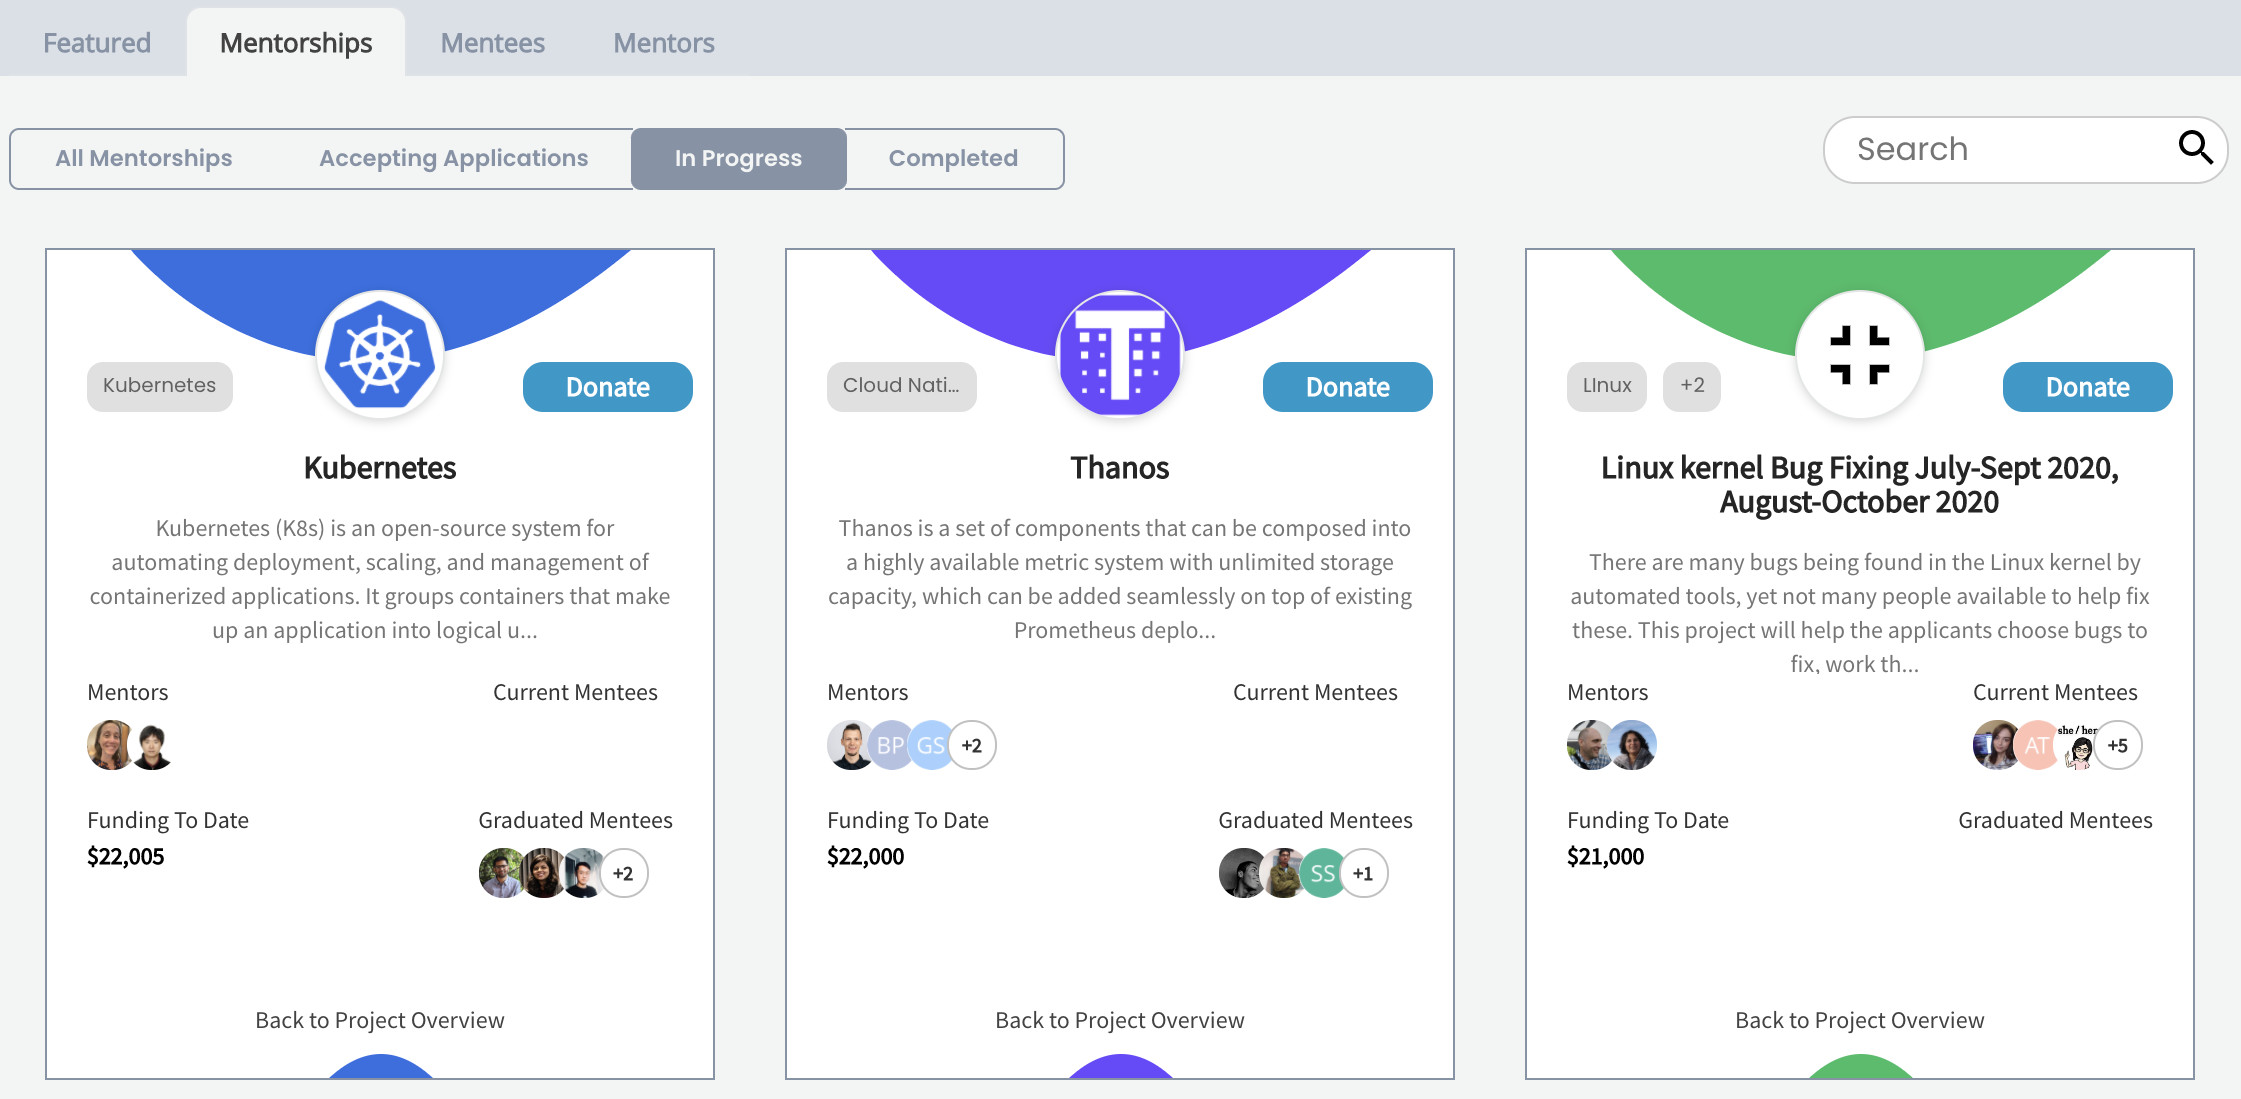 Featured
Mentorships
Mentees
Mentors
All Mentorships
Accepting Applications
In Progress
Completed
Search
Kubernetes
Donate
Kubernetes
Kubernetes (K8s) is an open-source system for
automating deployment, scaling, and management of
containerized applications. It groups containers that make
up an application into logical u...
Mentors
Current Mentees
Funding To Date
$22,005
Graduated Mentees
+2
Back to Project Overview
Cloud Nati...
T
Donate
Thanos
Thanos is a set of components that can be composed into
a highly available metric system with unlimited storage
capacity, which can be added seamlessly on top of existing
Prometheus deplo...
Mentors
BP
GS
+2
Current Mentees
Funding To Date
$22,000
Graduated Mentees
SS
+1
Back to Project Overview
LInux
+2
Donate
Linux kernel Bug Fixing July-Sept 2020,
August-October 2020
There are many bugs being found in the Linux kernel by
automated tools, yet not many people available to help fix
these. This project will help the applicants choose bugs to
fix, work th...
Mentors
Current Mentees
AT
she / her
+5
Funding To Date
$21,000
Graduated Mentees
Back to Project Overview